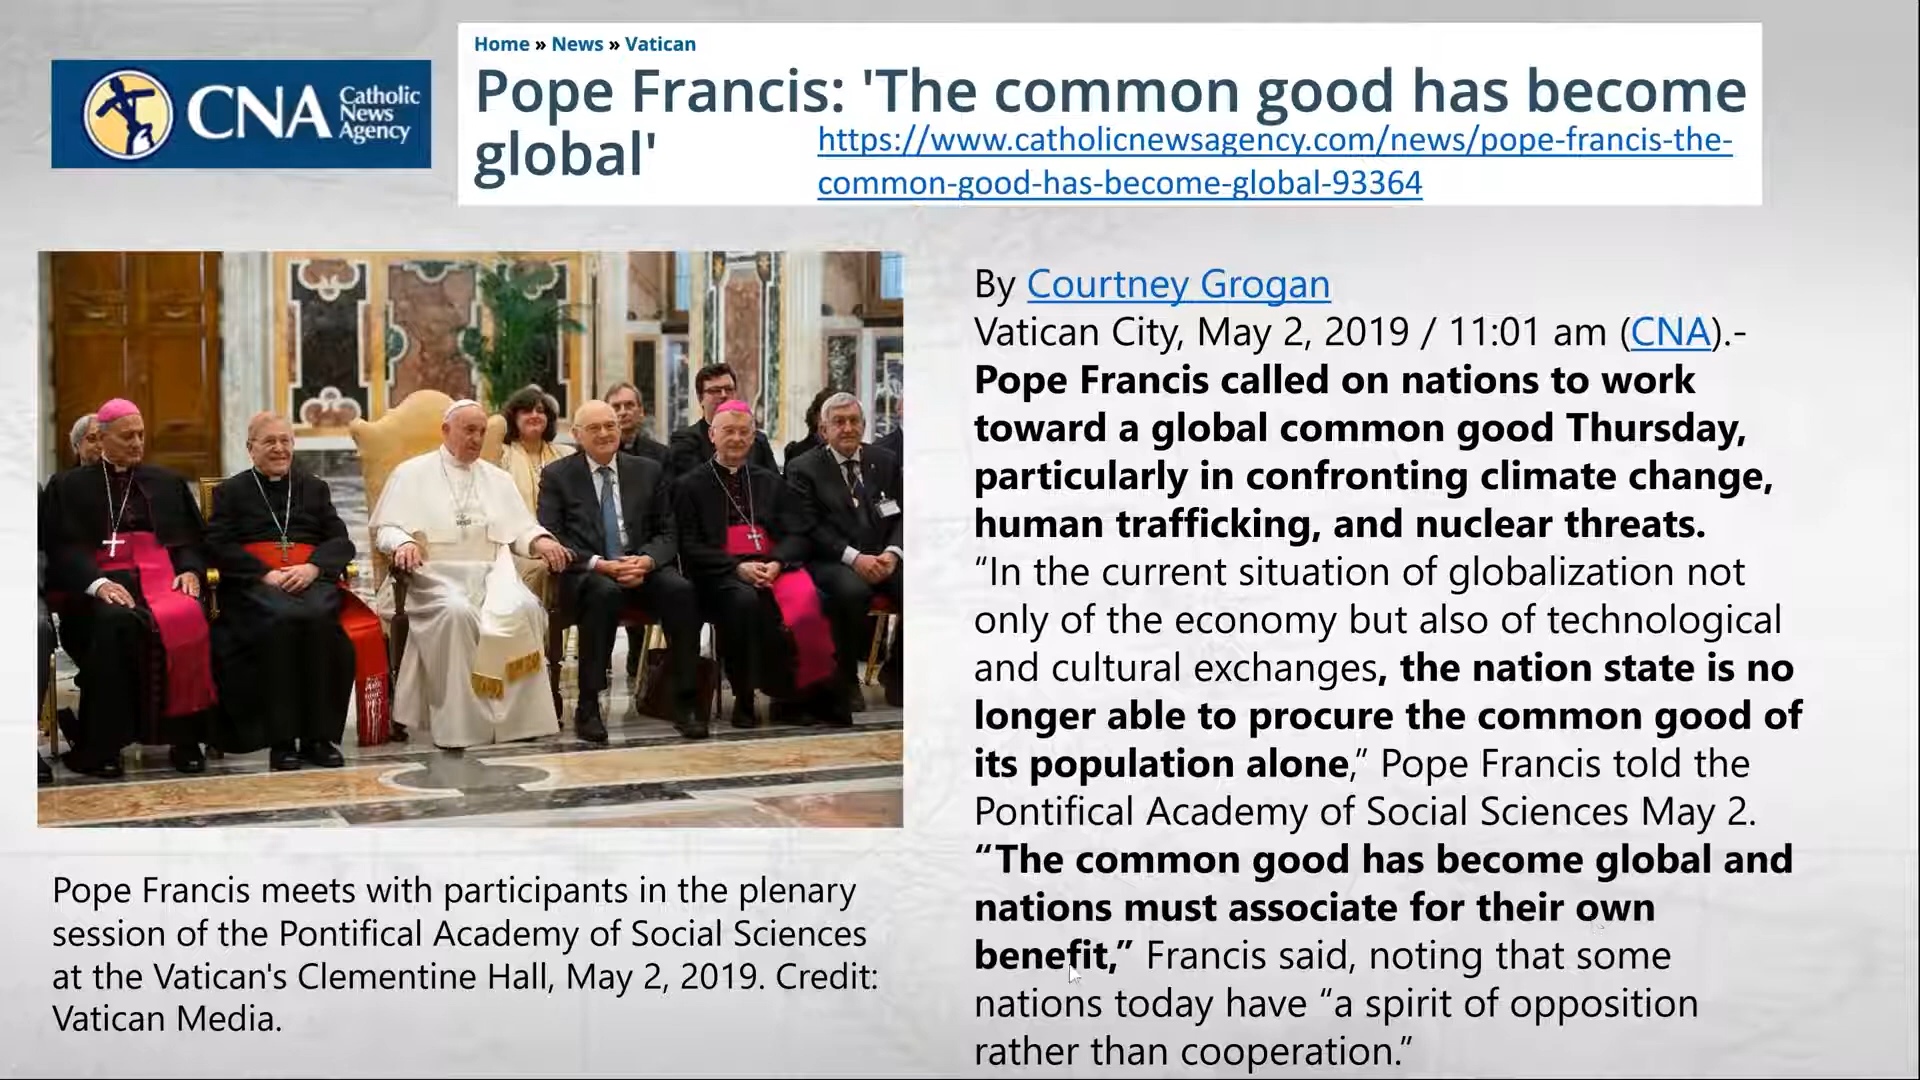 CNA
Catholic
News
Agency
Home » News » Vatican
Pope Francis: 'The common good has become
global'
https://www.catholicnewsagency.com/news/pope-francis-the-
common-good-has-become-global-93364
Pope Francis meets with participants in the plenary
session of the Pontifical Academy of Social Sciences
at the Vatican's Clementine Hall, May 2, 2019. Credit:
Vatican Media.
By Courtney Grogan
Vatican City, May 2, 2019 / 11:01 am (CNA).-
Pope Francis called on nations to work
toward a global common good Thursday,
particularly in confronting climate change,
human trafficking, and nuclear threats.
“In the current situation of globalization not
only of the economy but also of technological
and cultural exchanges, the nation state is no
longer able to procure the common good of
its population alone,” Pope Francis told the
Pontifical Academy of Social Sciences May 2.
“The common good has become global and
nations must associate for their own
benefit,” Francis said, noting that some
nations today have “a spirit of opposition
rather than cooperation.”